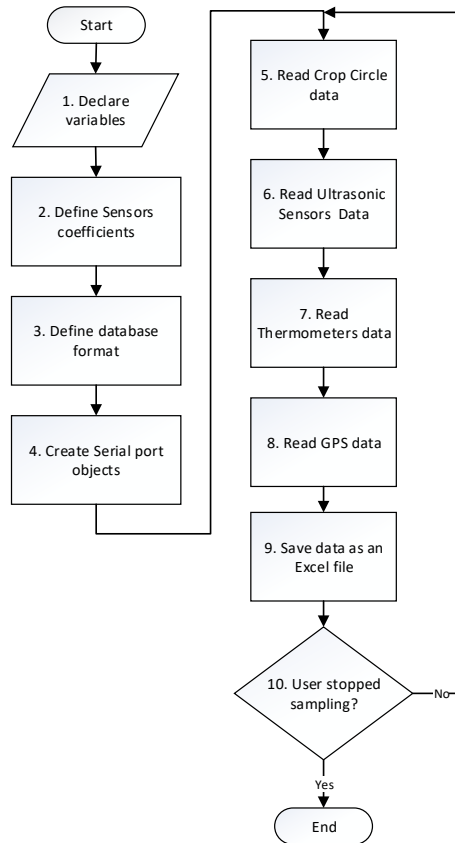 Start
1. Declare
variables
2. Define Sensors
coefficients
3. Define database
format
4. Create Serial port
objects
5. Read Crop Circle
data
6. Read Ultrasonic
Sensors Data
7. Read
Thermometers data
8. Read GPS data
9. Save data as an
Excel file
10. User stopped
sampling?
No
Yes
End